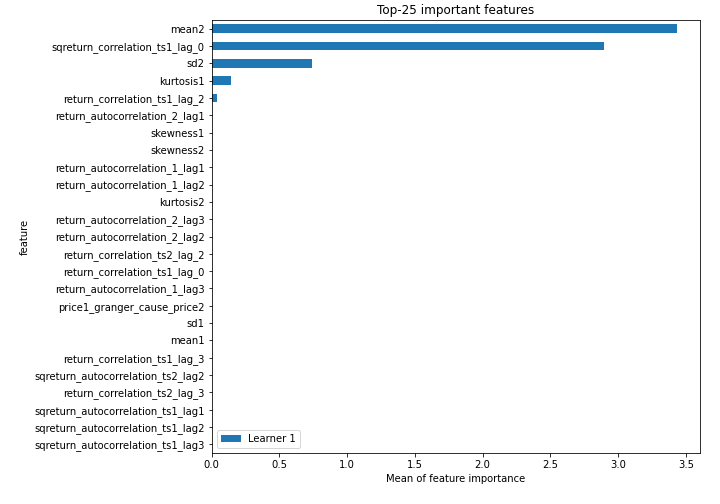 Top-25 important features
mean2
sqreturn_correlation_ts1_lag_0
sd2
kurtosis1
return_correlation_ts1_lag_2
return_autocorrelation_2_lag1
skewness1
skewness2
return_autocorrelation_1_lag1
return_autocorrelation_1_lag2
kurtosis2
return_autocorrelation_2_lag3
return_autocorrelation_2_lag2
return_correlation_ts2_lag_2
return_correlation_ts1_lag_0
return_autocorrelation_1_lag3
price1_granger_cause_price2
sd1
mean1
return_correlation_ts1_lag_3
sqreturn_autocorrelation_ts2_lag2
return_correlation_ts2_lag_3
sqreturn_autocorrelation_ts1_lag1
sqreturn_autocorrelation_ts1_lag2
sqreturn_autocorrelation_ts1_lag3
feature
Learner 1
0.0 0.5 1.0 1.5 2.0 2.5 3.0 3.5
Mean of feature importance